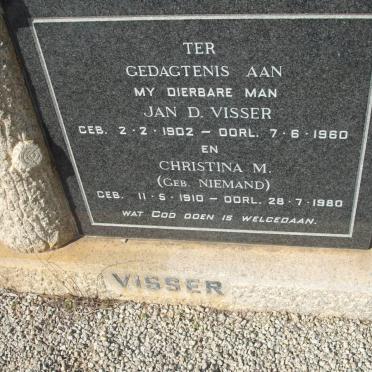 TER
GEDAGTENIS AAN
MY DIERBARE MAN
JAN D. VISSER
GEB. 2·2·1902 — OORL. 7·6·1960
EN
CHRISTINA M.
(GEB. NIEMAND)
GEB. 11·5·1910 — OORL. 28·7·1980
WAT GOD DOEN IS WELGEDAAN.
VISSER